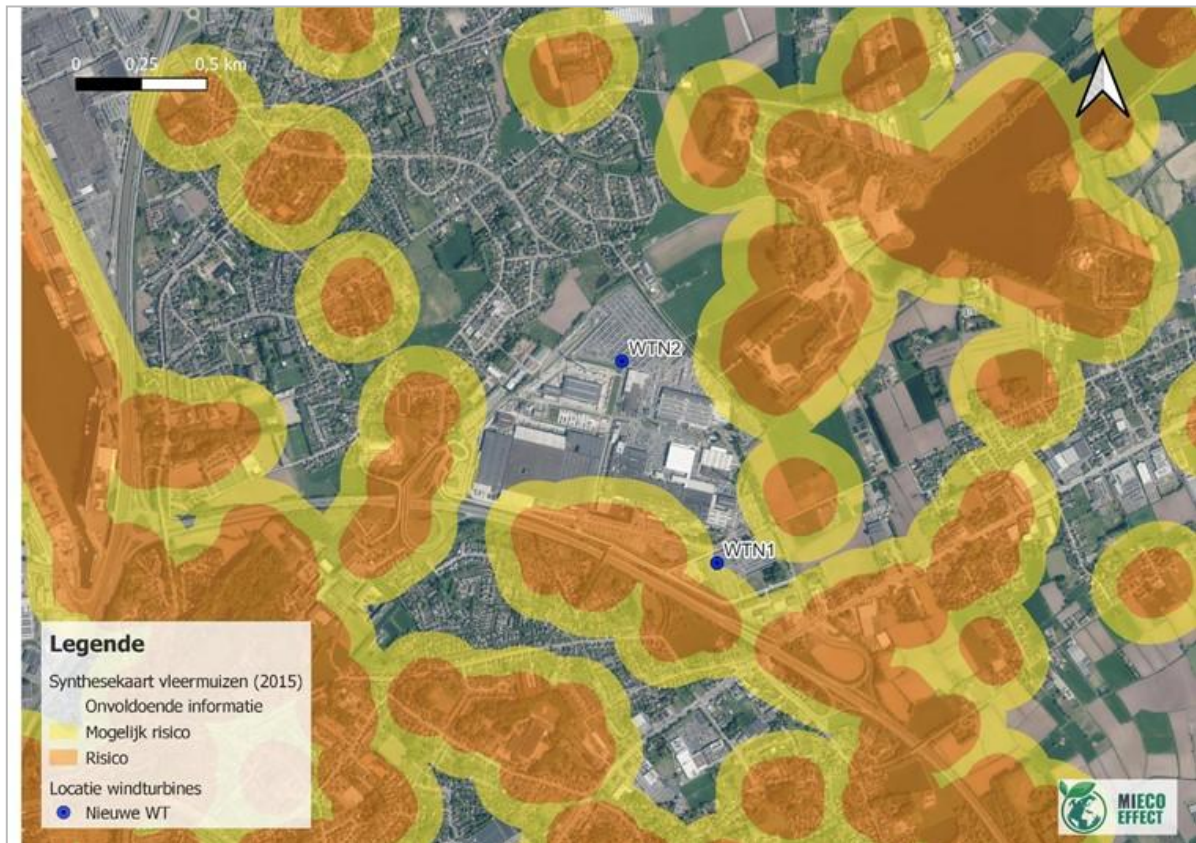 0 0,25 0,5 km
WTN2
WTN1
Legende
Synthesekaart vleermuizen (2015)
Onvoldoende informatie
Mogelijk risico
Risico
Locatie windturbines
Nieuwe WT
MIECO
EFFECT